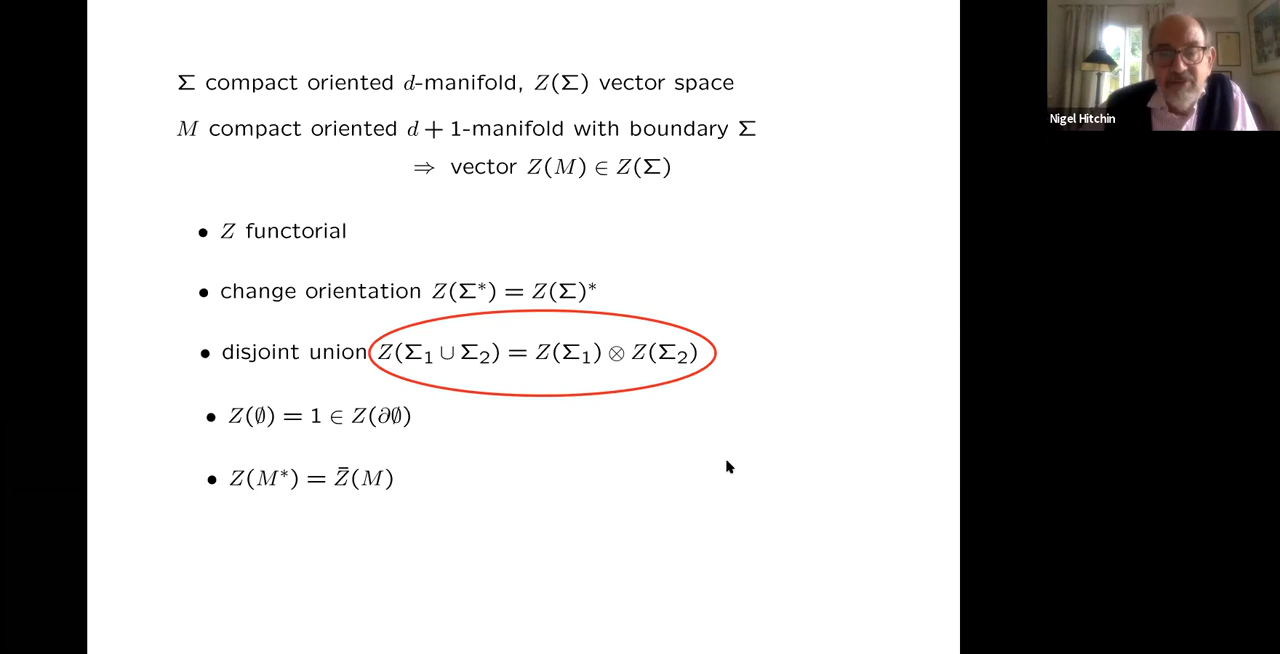 Σ compact oriented d-manifold, Z(Σ) vector space
M compact oriented d + 1-manifold with boundary Σ
⇒ vector Z(M) ∈ Z(Σ)
• Z functorial
• change orientation Z(Σ*) = Z(Σ)*
• disjoint union Z(Σ₁ ∪ Σ₂) = Z(Σ₁) ⊗ Z(Σ₂)
• Z(∅) = 1 ∈ Z(∂∅)
• Z(M*) = Z̄(M)
Nigel Hitchin